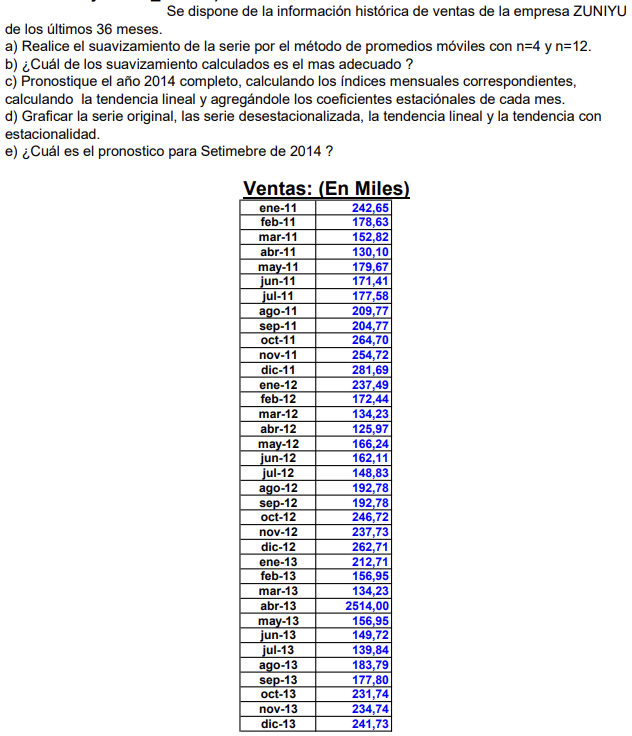 Se dispone de la información histórica de ventas de la empresa ZUNIYU
de los últimos 36 meses.
a) Realice el suavizamiento de la serie por el método de promedios móviles con n=4 y n=12.
b) ¿Cuál de los suavizamiento calculados es el mas adecuado ?
c) Pronostique el año 2014 completo, calculando los índices mensuales correspondientes,
calculando la tendencia lineal y agregándole los coeficientes estaciónales de cada mes.
d) Graficar la serie original, las serie desestacionalizada, la tendencia lineal y la tendencia con
estacionalidad.
e) ¿Cuál es el pronostico para Setimebre de 2014 ?
Ventas: (En Miles)
ene-11 242,65
feb-11 178,63
mar-11 152,82
abr-11 130,10
may-11 179,67
jun-11 171,41
jul-11 177,58
ago-11 209,77
sep-11 204,77
oct-11 264,70
nov-11 254,72
dic-11 281,69
ene-12 237,49
feb-12 172,44
mar-12 134,23
abr-12 125,97
may-12 166,24
jun-12 162,11
jul-12 148,83
ago-12 192,78
sep-12 192,78
oct-12 246,72
nov-12 237,73
dic-12 262,71
ene-13 212,71
feb-13 156,95
mar-13 134,23
abr-13 2514,00
may-13 156,95
jun-13 149,72
jul-13 139,84
ago-13 183,79
sep-13 177,80
oct-13 231,74
nov-13 234,74
dic-13 241,73